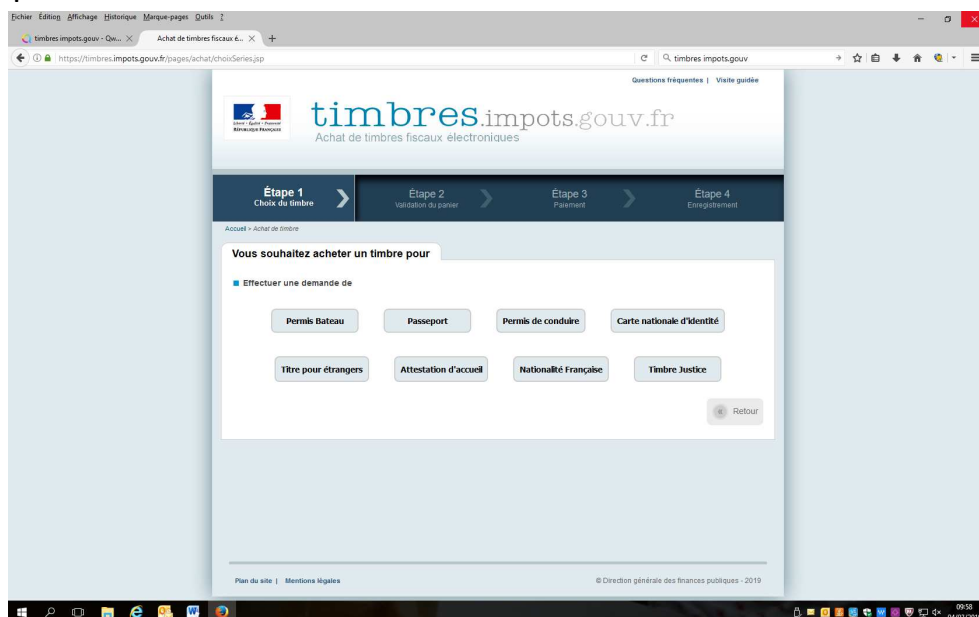 Eichier Édition Affichage Historique Marque-pages Outils ?
timbres impots.gouv - Qw... × Achat de timbres fiscaux é... × +
https://timbres.impots.gouv.fr/pages/achat/choixSeries.jsp timbres impots.gouv
Questions fréquentes | Visite guidée
RÉPUBLIQUE FRANÇAISE
timbres.impots.gouv.fr
Achat de timbres fiscaux électroniques
Étape 1 Étape 2 Étape 3 Étape 4
Choix du timbre Validation du panier Paiement Enregistrement
Accueil > Achat de timbre
Vous souhaitez acheter un timbre pour
Effectuer une demande de
Permis Bateau Passeport Permis de conduire Carte nationale d'identité
Titre pour étrangers Attestation d'accueil Nationalité Française Timbre Justice
Retour
Plan du site | Mentions légales © Direction générale des finances publiques - 2019
09:58